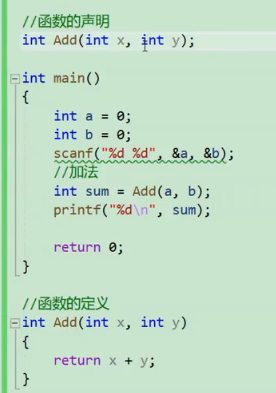 //函数的声明
int Add(int x, int y);
int main()
{
int a = 0;
int b = 0;
scanf("%d %d", &a, &b);
//加法
int sum = Add(a, b);
printf("%d\n", sum);
return 0;
}
//函数的定义
int Add(int x, int y)
{
return x + y;
}